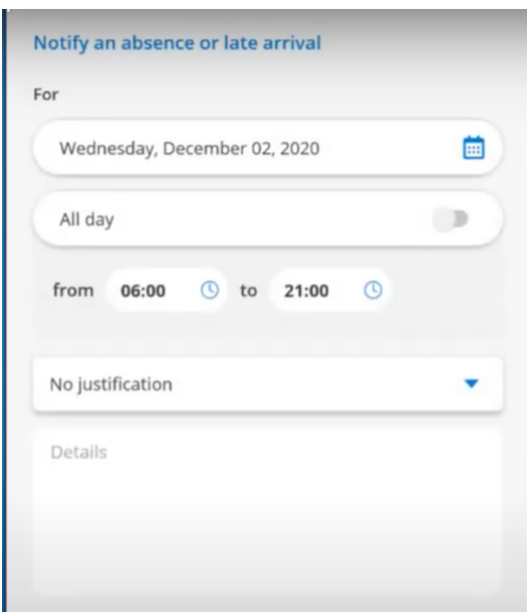 Notify an absence or late arrival
For
Wednesday, December 02, 2020
All day
from 06:00 to 21:00
No justification
Details